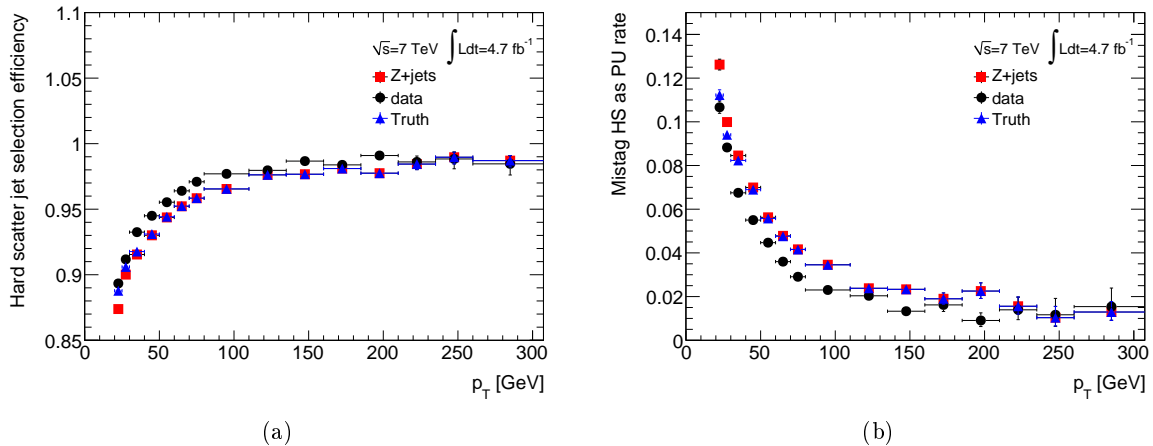 Hard scatter jet selection efficiency
1.1
1.05
1
0.95
0.9
0.85
√s=7 TeV ∫ Ldt=4.7 fb⁻¹
Z+jets
data
Truth
0 50 100 150 200 250 300
p_T [GeV]
(a)
Mistag HS as PU rate
0.14
0.12
0.1
0.08
0.06
0.04
0.02
0
√s=7 TeV ∫ Ldt=4.7 fb⁻¹
Z+jets
data
Truth
0 50 100 150 200 250 300
p_T [GeV]
(b)